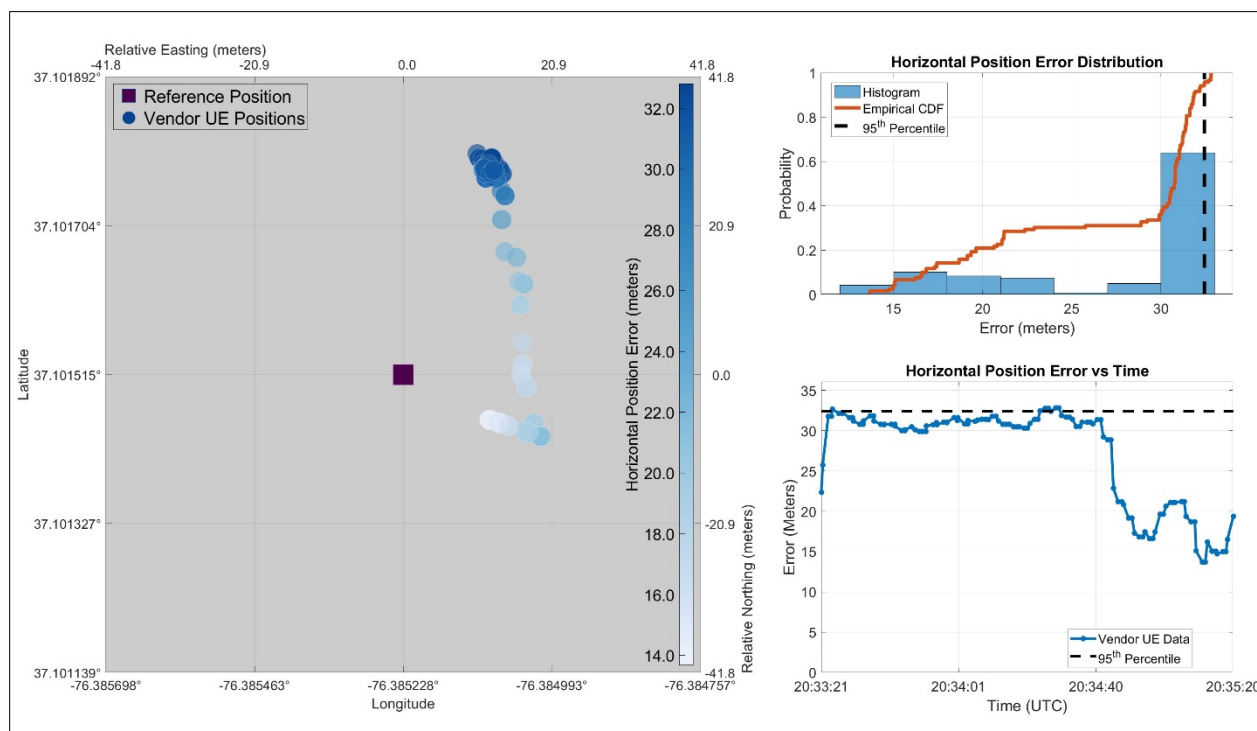 Relative Easting (meters)
-41.8 -20.9 0.0 20.9 41.8
37.101892°
37.101704°
37.101515°
37.101327°
37.101139°
Latitude
Reference Position
Vendor UE Positions
-76.385698° -76.385463° -76.385228° -76.384993° -76.384757°
Longitude
Horizontal Position Error (meters)
32.0
30.0
28.0
26.0
24.0
22.0
20.0
18.0
16.0
14.0
41.8
20.9
0.0
-20.9
-41.8
Relative Northing (meters)
Horizontal Position Error Distribution
Histogram
Empirical CDF
95th Percentile
Probability
1
0.8
0.6
0.4
0.2
0
15 20 25 30
Error (meters)
Horizontal Position Error vs Time
Error (Meters)
35
30
25
20
15
10
5
0
Vendor UE Data
95th Percentile
20:33:21 20:34:01 20:34:40 20:35:20
Time (UTC)